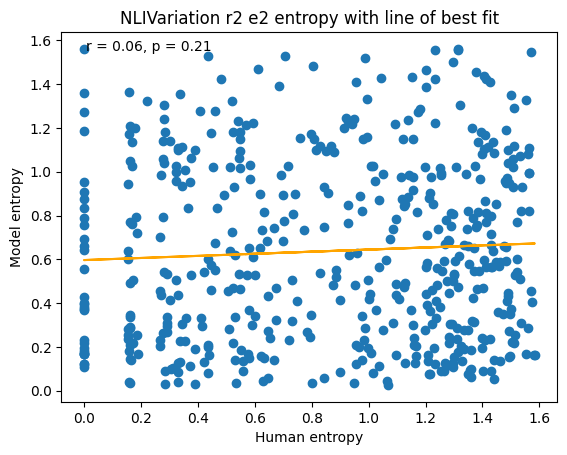 NLIVariation r2 e2 entropy with line of best fit
r = 0.06, p = 0.21
1.6
1.4
1.2
1.0
0.8
0.6
0.4
0.2
0.0
Model entropy
0.0 0.2 0.4 0.6 0.8 1.0 1.2 1.4 1.6
Human entropy